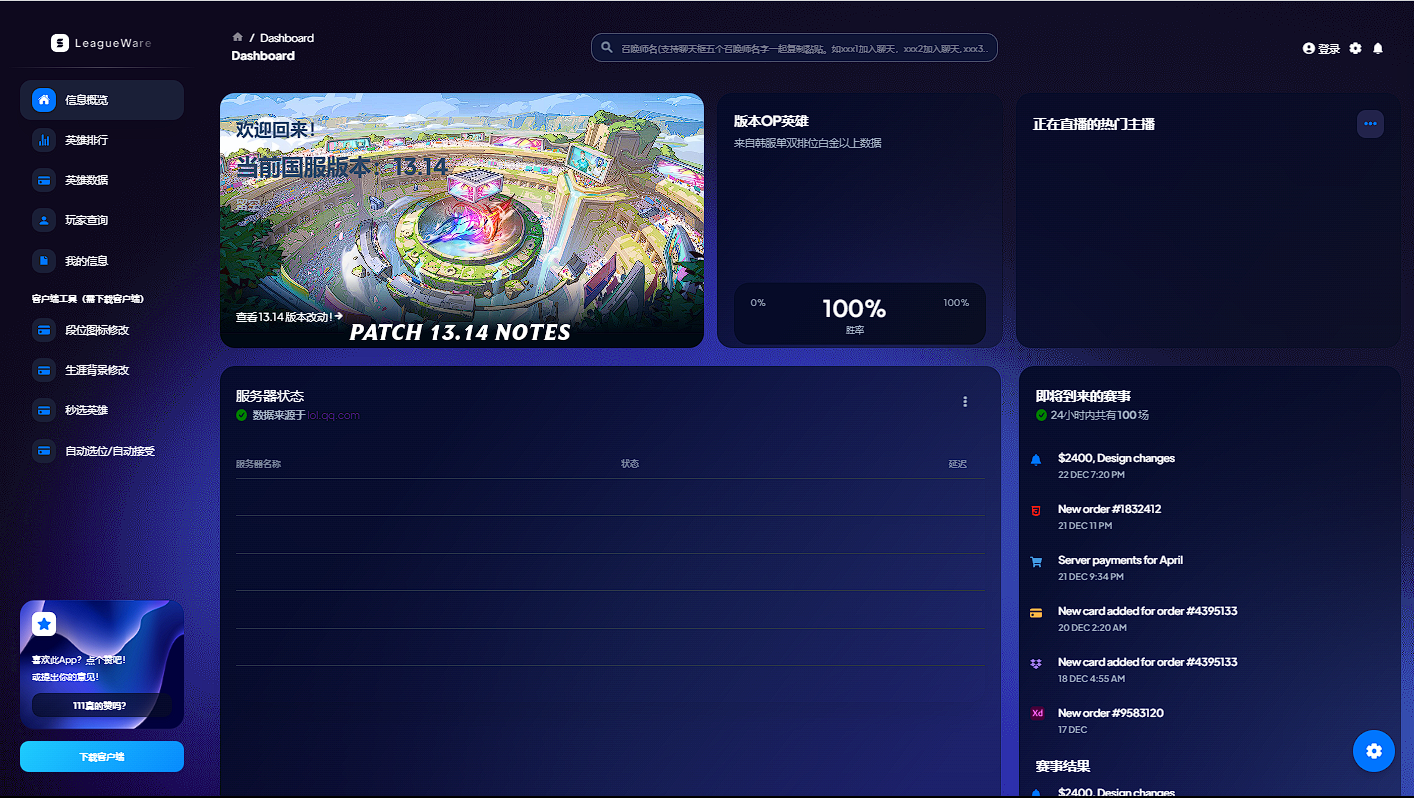 LeagueWare
/ Dashboard
Dashboard
召唤师名(支持聊天框五个召唤师名字一起复制黏贴。如xxx1加入聊天，xxx2加入聊天, xxx3..
登录
信息概览
英雄排行
英雄数据
玩家查询
我的信息
客户端工具（需下载客户端）
段位图标修改
生涯背景修改
秒选英雄
自动选位/自动接受
喜欢此App？点个赞吧！
或提出你的意见！
111真的赞吗?
下载客户端
欢迎回来！
当前国服版本：13.14
查看13.14 版本改动!
PATCH 13.14 NOTES
版本OP英雄
来自韩服单双排位白金以上数据
0%
100%
100%
胜率
正在直播的热门主播
服务器状态
数据来源于 lol.qq.com
服务器名称
状态
延迟
即将到来的赛事
24小时内共有100 场
$2400, Design changes
22 DEC 7:20 PM
New order #1832412
21 DEC 11 PM
Server payments for April
21 DEC 9:34 PM
New card added for order #4395133
20 DEC 2:20 AM
New card added for order #4395133
18 DEC 4:55 AM
Xd
New order #9583120
17 DEC
赛事结果
$2400, Design changes